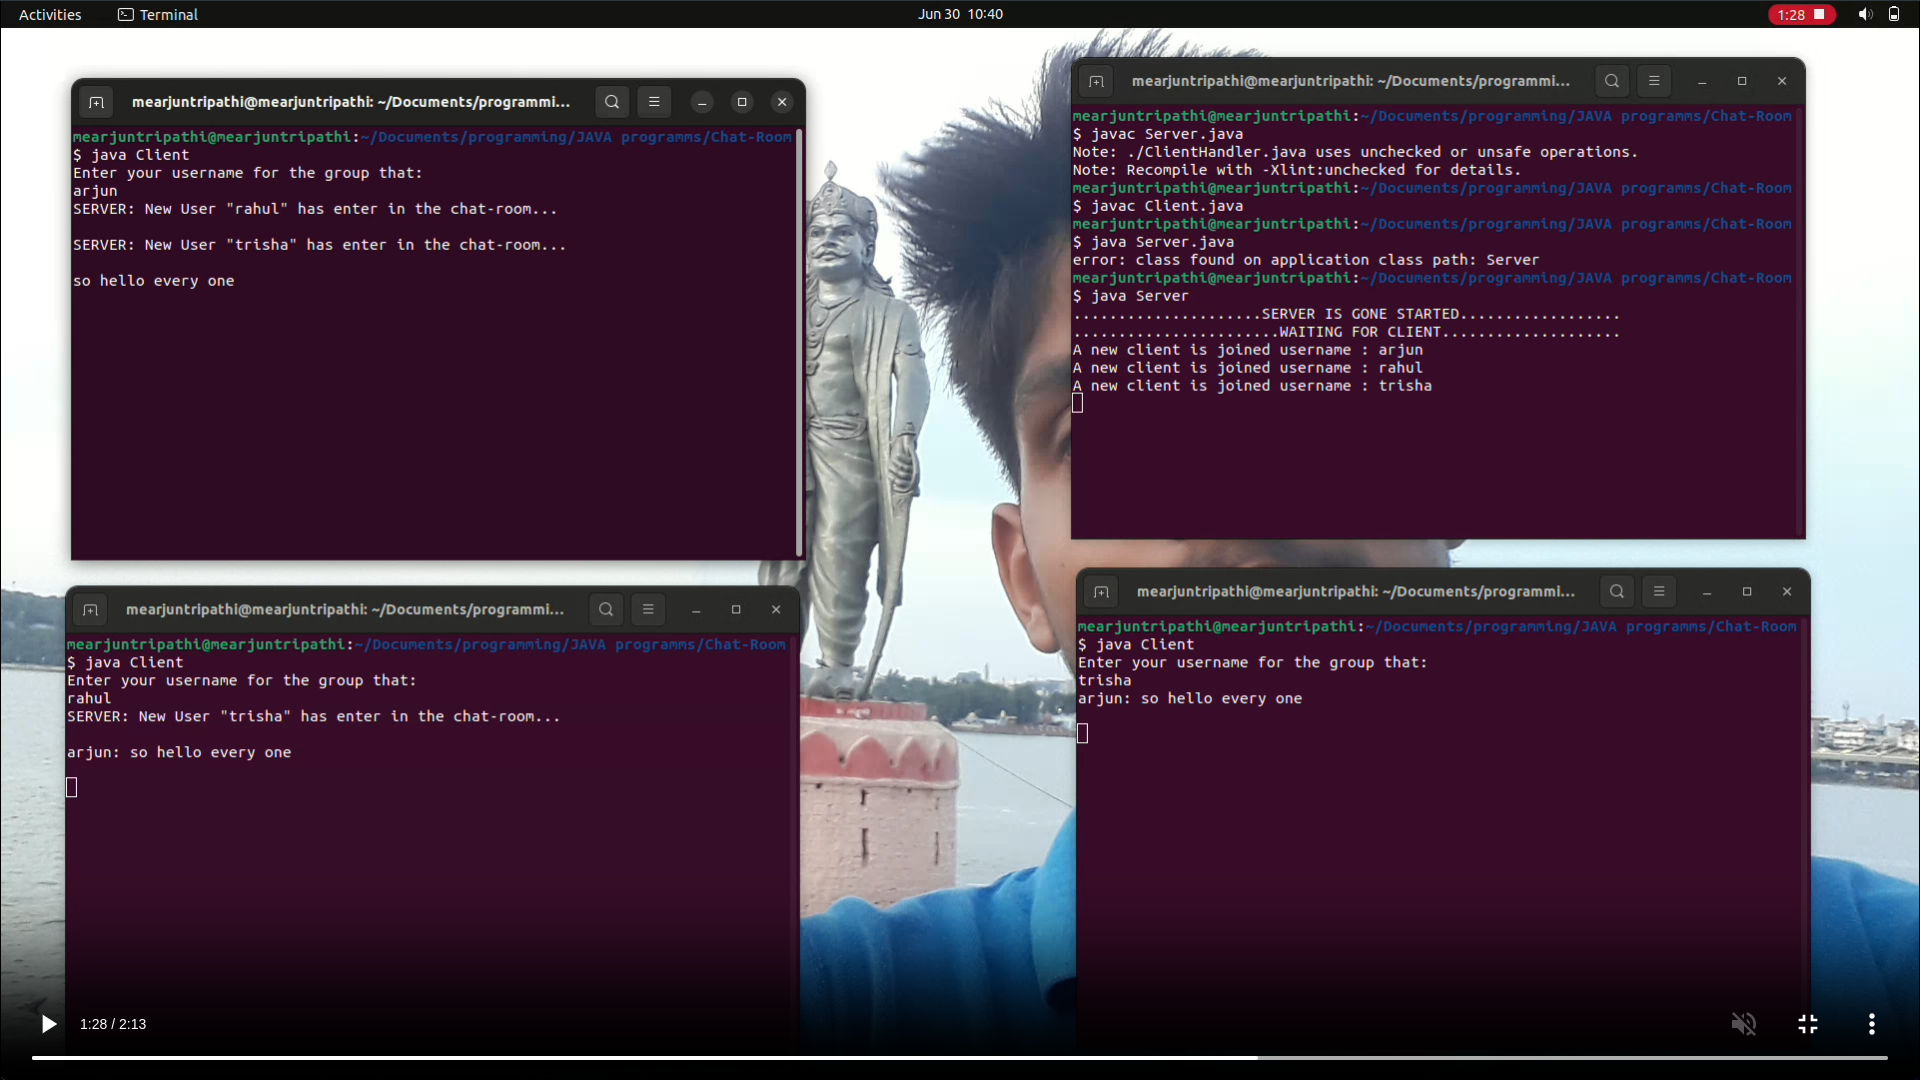 Activities
Terminal
Jun 30 10:40
1:28
mearjuntripathi@mearjuntripathi: ~/Documents/programmi...
mearjuntripathi@mearjuntripathi:~/Documents/programming/JAVA programms/Chat-Room
$ java Client
Enter your username for the group that:
arjun
SERVER: New User "rahul" has enter in the chat-room...
SERVER: New User "trisha" has enter in the chat-room...
so hello every one
mearjuntripathi@mearjuntripathi: ~/Documents/programmi...
mearjuntripathi@mearjuntripathi:~/Documents/programming/JAVA programms/Chat-Room
$ javac Server.java
Note: ./ClientHandler.java uses unchecked or unsafe operations.
Note: Recompile with -Xlint:unchecked for details.
mearjuntripathi@mearjuntripathi:~/Documents/programming/JAVA programms/Chat-Room
$ javac Client.java
mearjuntripathi@mearjuntripathi:~/Documents/programming/JAVA programms/Chat-Room
$ java Server.java
error: class found on application class path: Server
mearjuntripathi@mearjuntripathi:~/Documents/programming/JAVA programms/Chat-Room
$ java Server
.....................SERVER IS GONE STARTED..................
.......................WAITING FOR CLIENT....................
A new client is joined username : arjun
A new client is joined username : rahul
A new client is joined username : trisha
mearjuntripathi@mearjuntripathi: ~/Documents/programmi...
mearjuntripathi@mearjuntripathi:~/Documents/programming/JAVA programms/Chat-Room
$ java Client
Enter your username for the group that:
rahul
SERVER: New User "trisha" has enter in the chat-room...
arjun: so hello every one
mearjuntripathi@mearjuntripathi: ~/Documents/programmi...
mearjuntripathi@mearjuntripathi:~/Documents/programming/JAVA programms/Chat-Room
$ java Client
Enter your username for the group that:
trisha
arjun: so hello every one
1:28 / 2:13